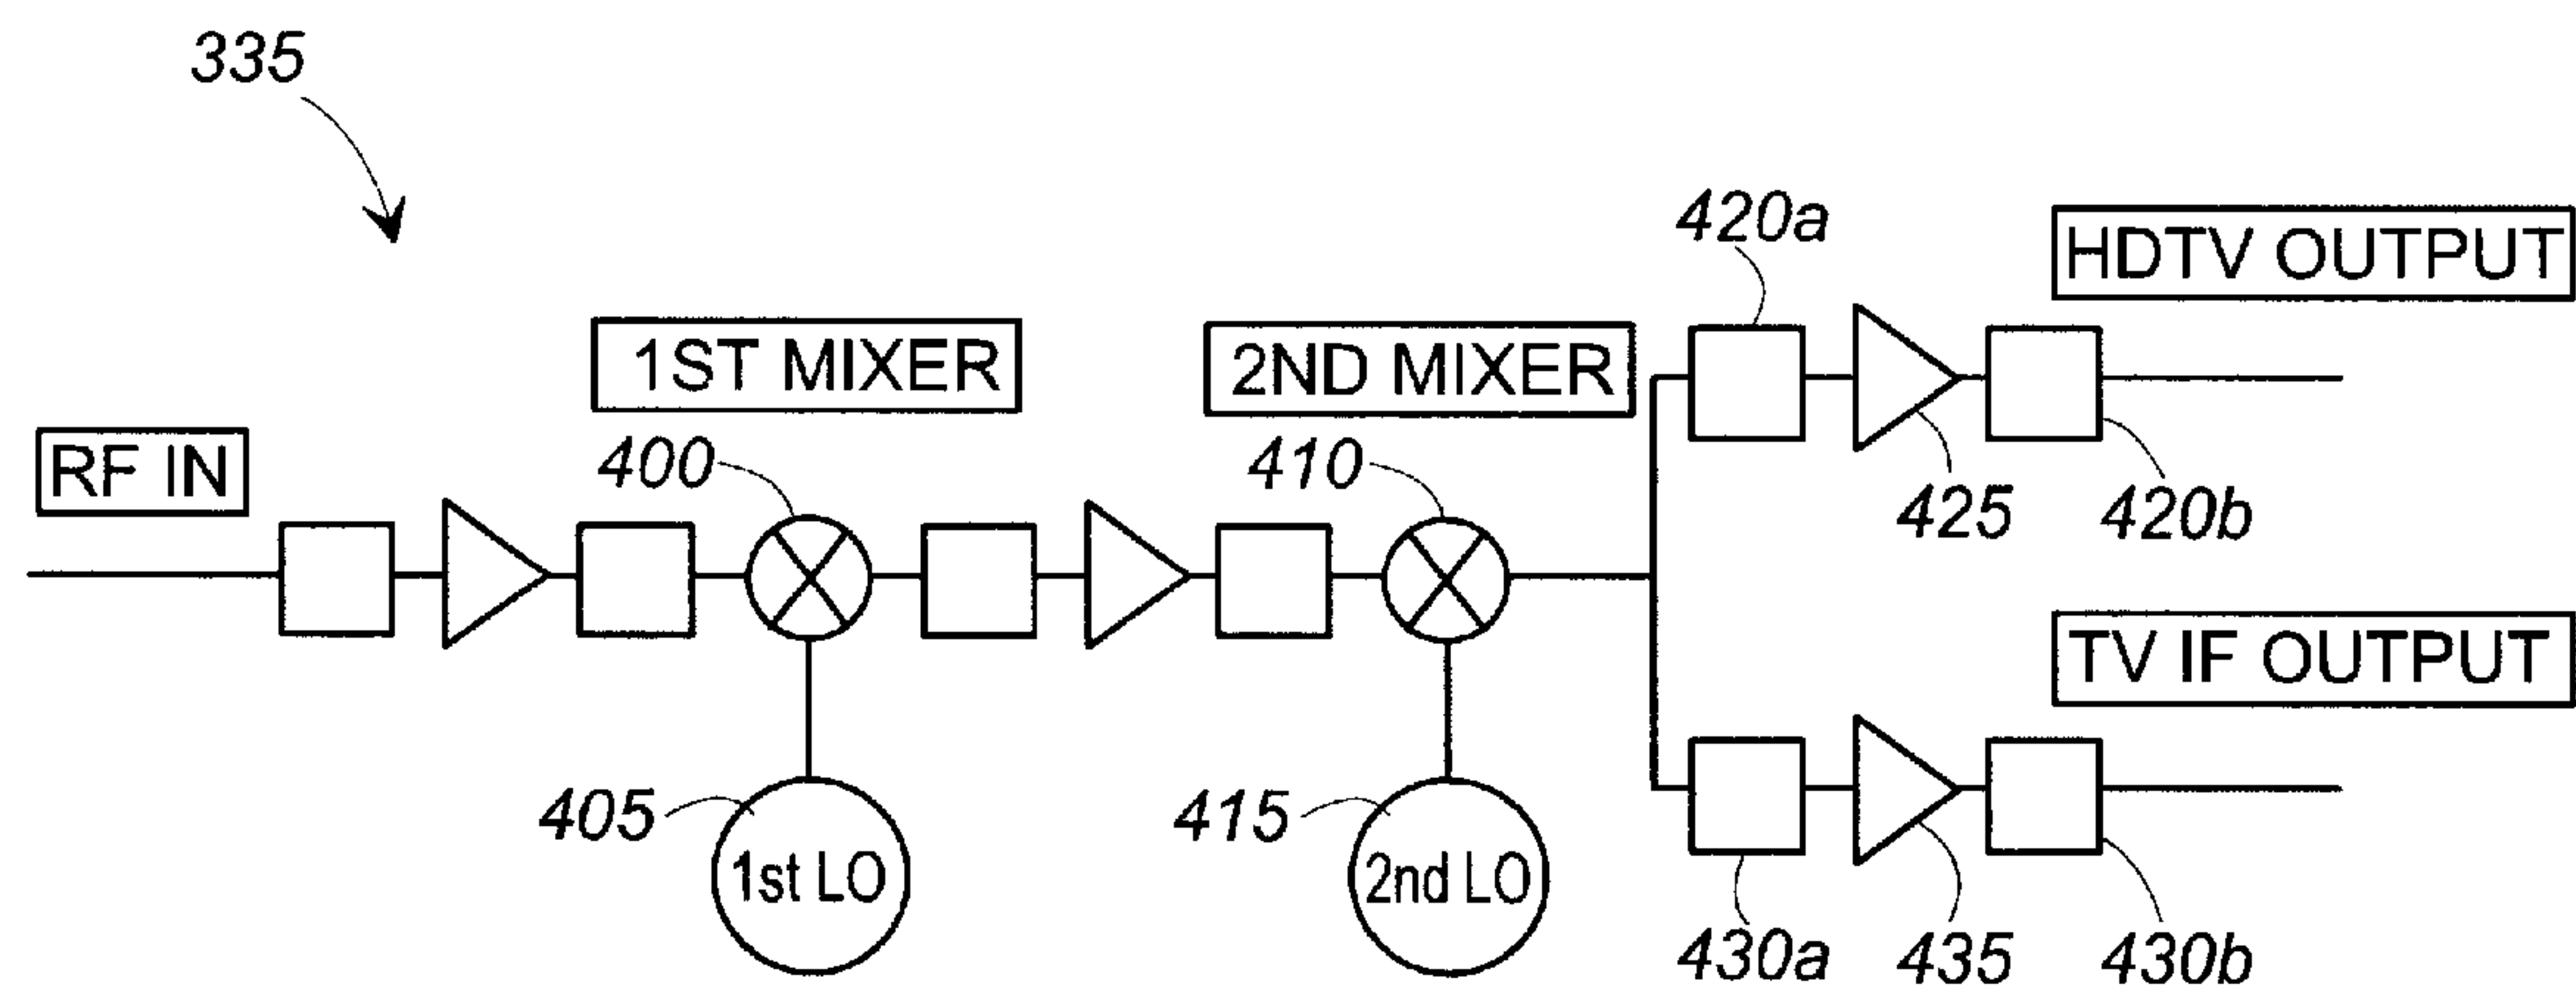 335
420a
HDTV OUTPUT
1ST MIXER
2ND MIXER
RF IN
400
410
425
420b
TV IF OUTPUT
405
1st LO
415
2nd LO
430a
435
430b